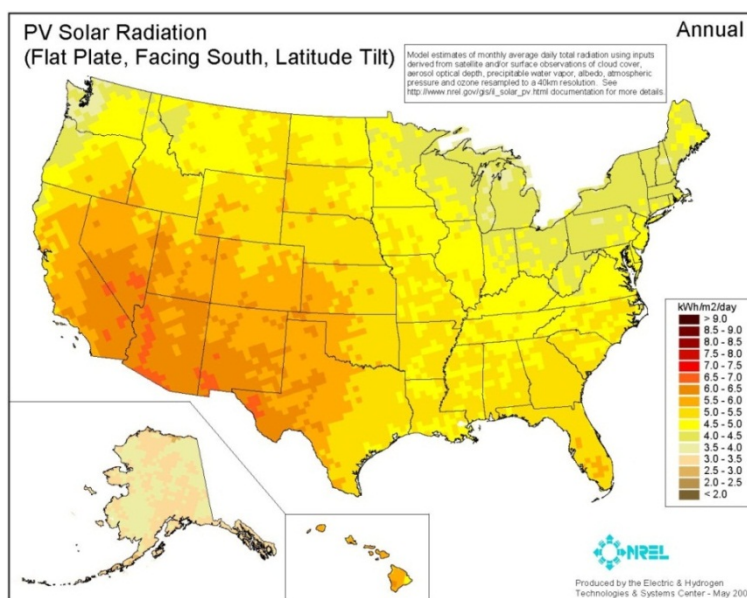 PV Solar Radiation
(Flat Plate, Facing South, Latitude Tilt)
Annual
Model estimates of monthly average daily total radiation using inputs
derived from satellite and/or surface observations of cloud cover,
aerosol optical depth, precipitable water vapor, albedo, atmospheric
pressure and ozone resampled to a 40km resolution. See
http://www.nrel.gov/gis/il_solar_pv.html documentation for more details.
kWh/m2/day
> 9.0
8.5 - 9.0
8.0 - 8.5
7.5 - 8.0
7.0 - 7.5
6.5 - 7.0
6.0 - 6.5
5.5 - 6.0
5.0 - 5.5
4.5 - 5.0
4.0 - 4.5
3.5 - 4.0
3.0 - 3.5
2.5 - 3.0
2.0 - 2.5
< 2.0
NREL
Produced by the Electric & Hydrogen
Technologies & Systems Center - May 200